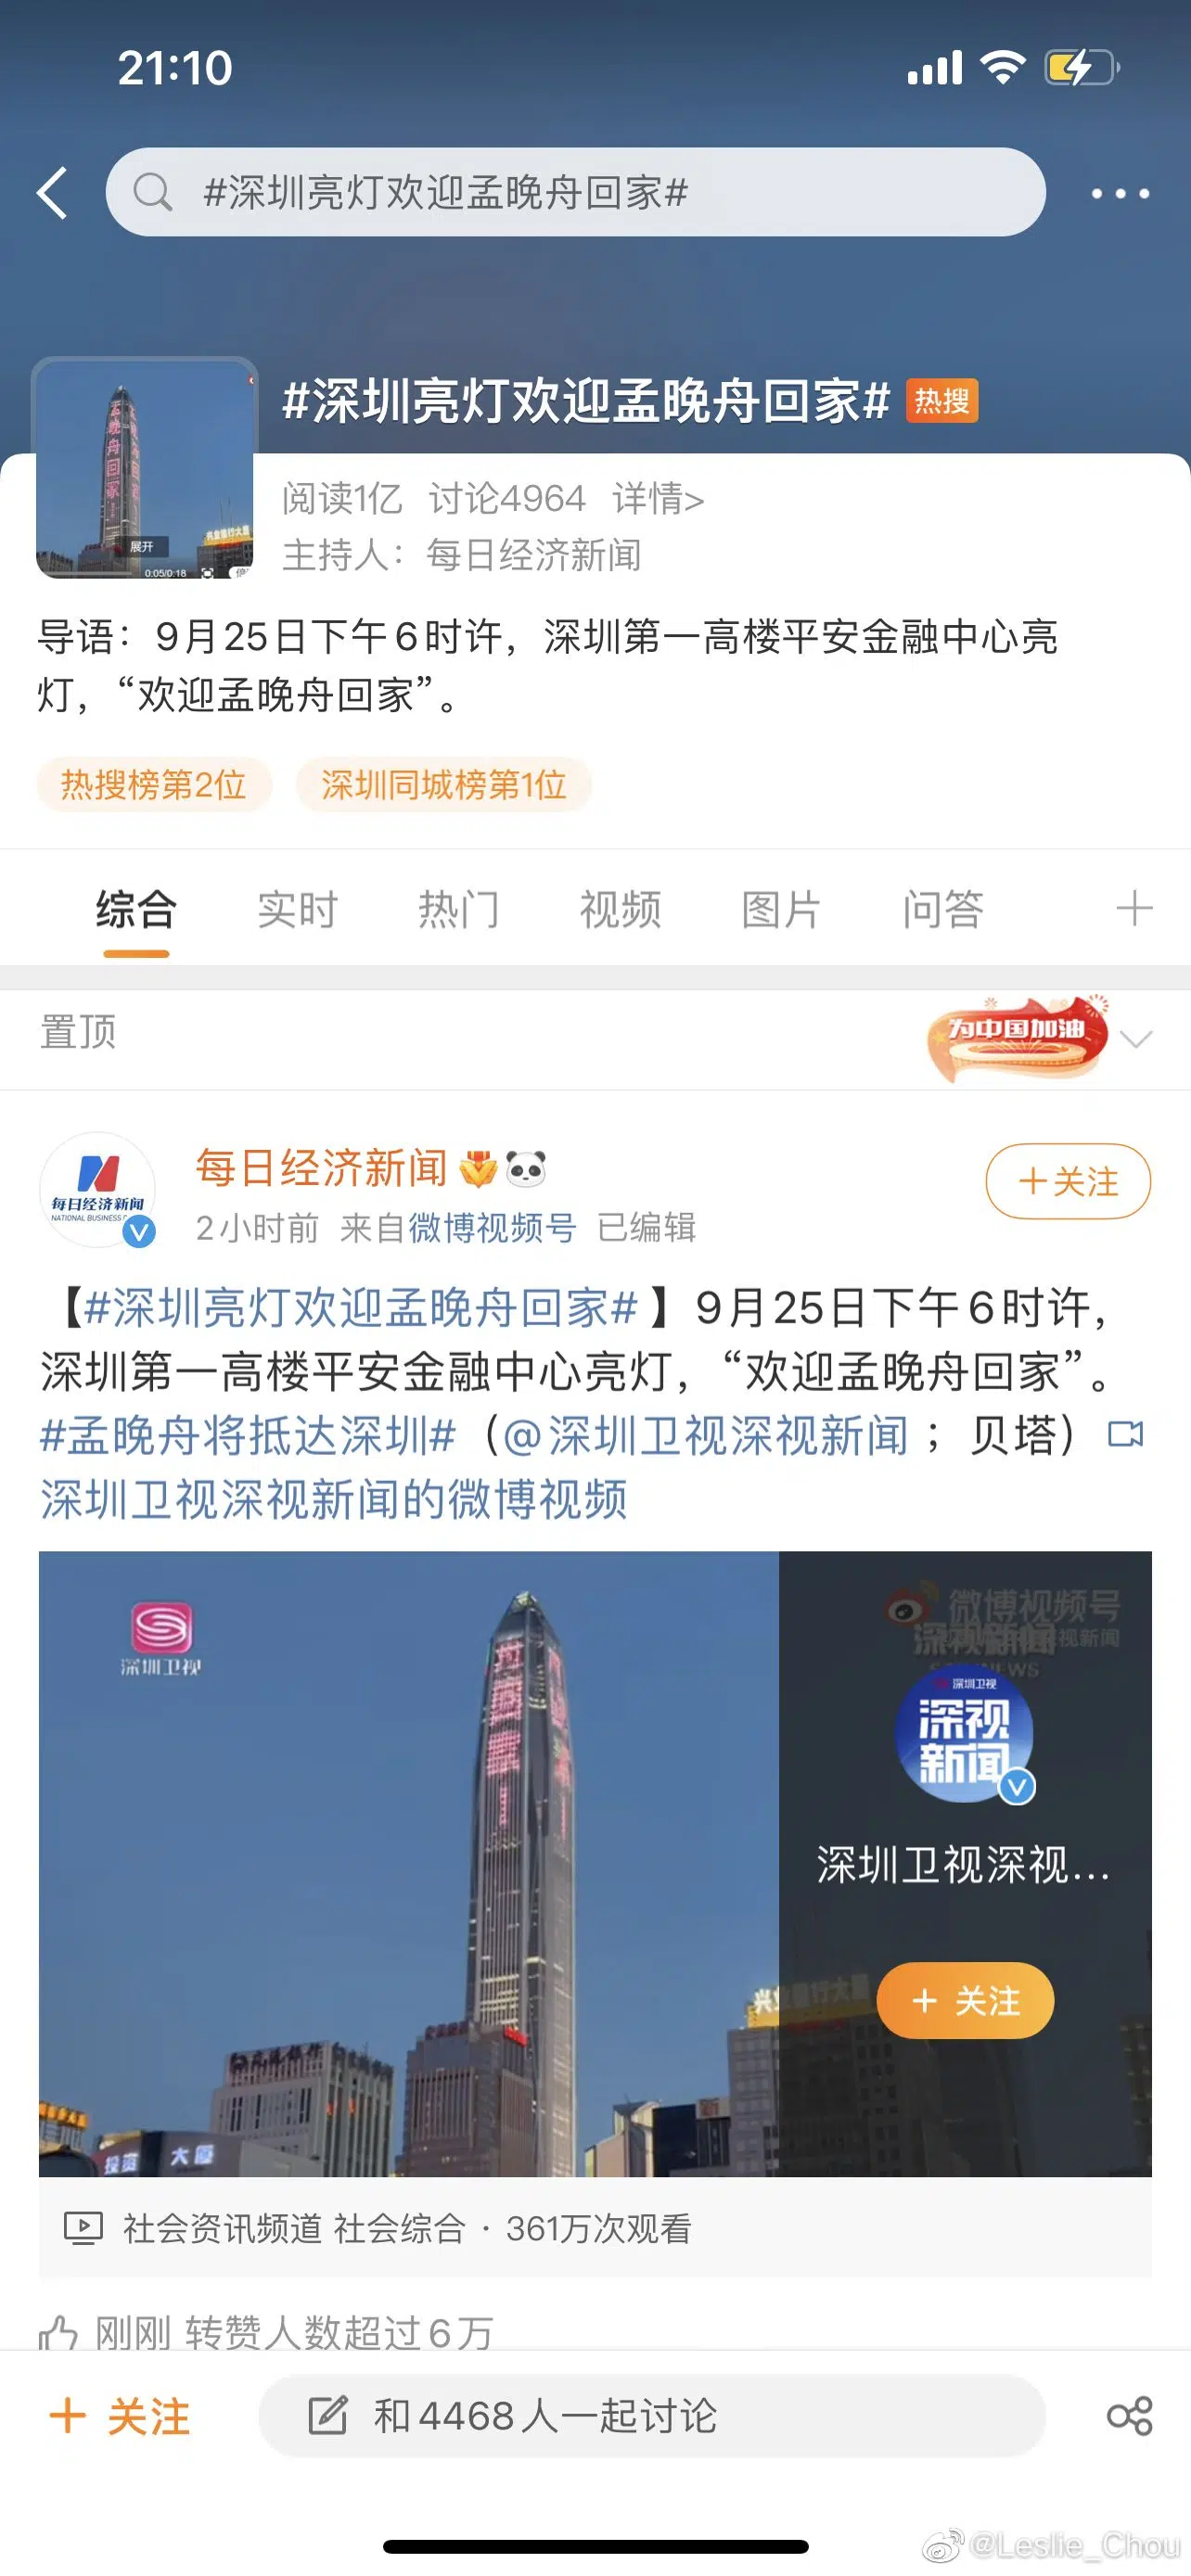 21:10
#深圳亮灯欢迎孟晚舟回家#
#深圳亮灯欢迎孟晚舟回家# 热搜
孟晚舟回家
展开
0:05/0:18
阅读1亿 讨论4964 详情>
主持人：每日经济新闻
导语：9月25日下午6时许，深圳第一高楼平安金融中心亮
灯，“欢迎孟晚舟回家”。
热搜榜第2位 深圳同城榜第1位
综合 实时 热门 视频 图片 问答
置顶
为中国加油
每日经济新闻
每日经济新闻
2小时前 来自微博视频号 已编辑
+关注
【#深圳亮灯欢迎孟晚舟回家#】9月25日下午6时许，
深圳第一高楼平安金融中心亮灯，“欢迎孟晚舟回家”。
#孟晚舟将抵达深圳#（@深圳卫视深视新闻 ；贝塔）
深圳卫视深视新闻的微博视频
深圳卫视
微博视频号
深圳卫视
深视
新闻
深圳卫视深视...
+ 关注
投资 大厦
社会资讯频道 社会综合 · 361万次观看
刚刚 转赞人数超过6万
+ 关注
和4468人一起讨论
@Leslie_Chou